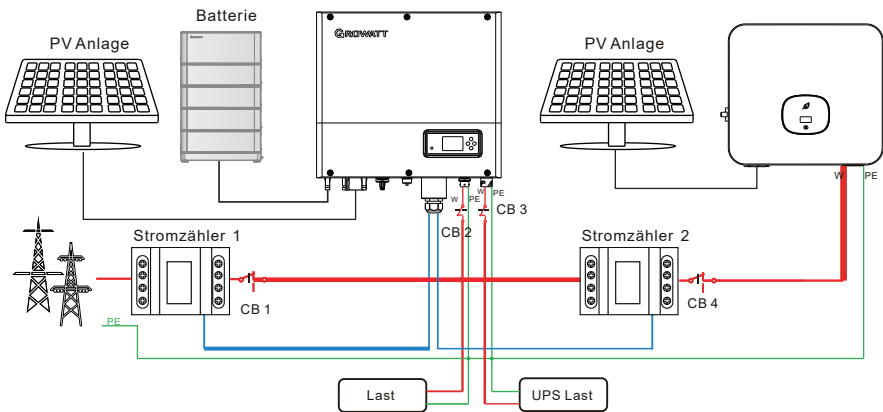 Batterie
PV Anlage
GROWATT
PV Anlage
W
PE
W
PE
W
PE
CB 2
CB 3
Stromzähler 1
Stromzähler 2
CB 1
CB 4
PE
Last
UPS Last